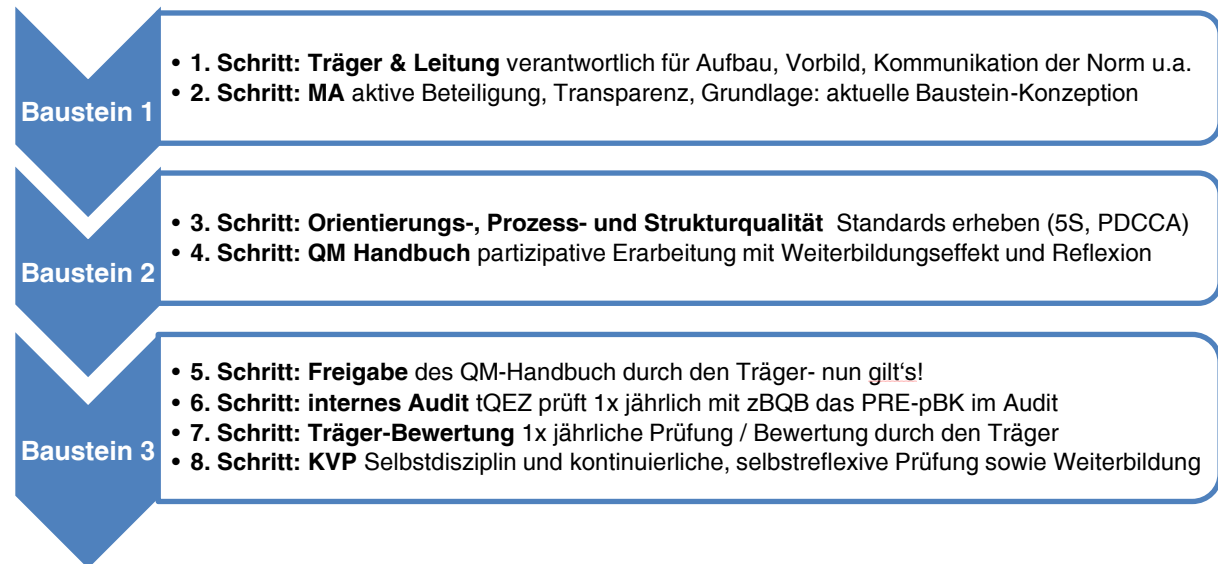 Baustein 1
• 1. Schritt: Träger & Leitung verantwortlich für Aufbau, Vorbild, Kommunikation der Norm u.a.
• 2. Schritt: MA aktive Beteiligung, Transparenz, Grundlage: aktuelle Baustein-Konzeption
Baustein 2
• 3. Schritt: Orientierungs-, Prozess- und Strukturqualität Standards erheben (5S, PDCCA)
• 4. Schritt: QM Handbuch partizipative Erarbeitung mit Weiterbildungseffekt und Reflexion
Baustein 3
• 5. Schritt: Freigabe des QM-Handbuch durch den Träger- nun gilt‘s!
• 6. Schritt: internes Audit tQEZ prüft 1x jährlich mit zBQB das PRE-pBK im Audit
• 7. Schritt: Träger-Bewertung 1x jährliche Prüfung / Bewertung durch den Träger
• 8. Schritt: KVP Selbstdisziplin und kontinuierliche, selbstreflexive Prüfung sowie Weiterbildung